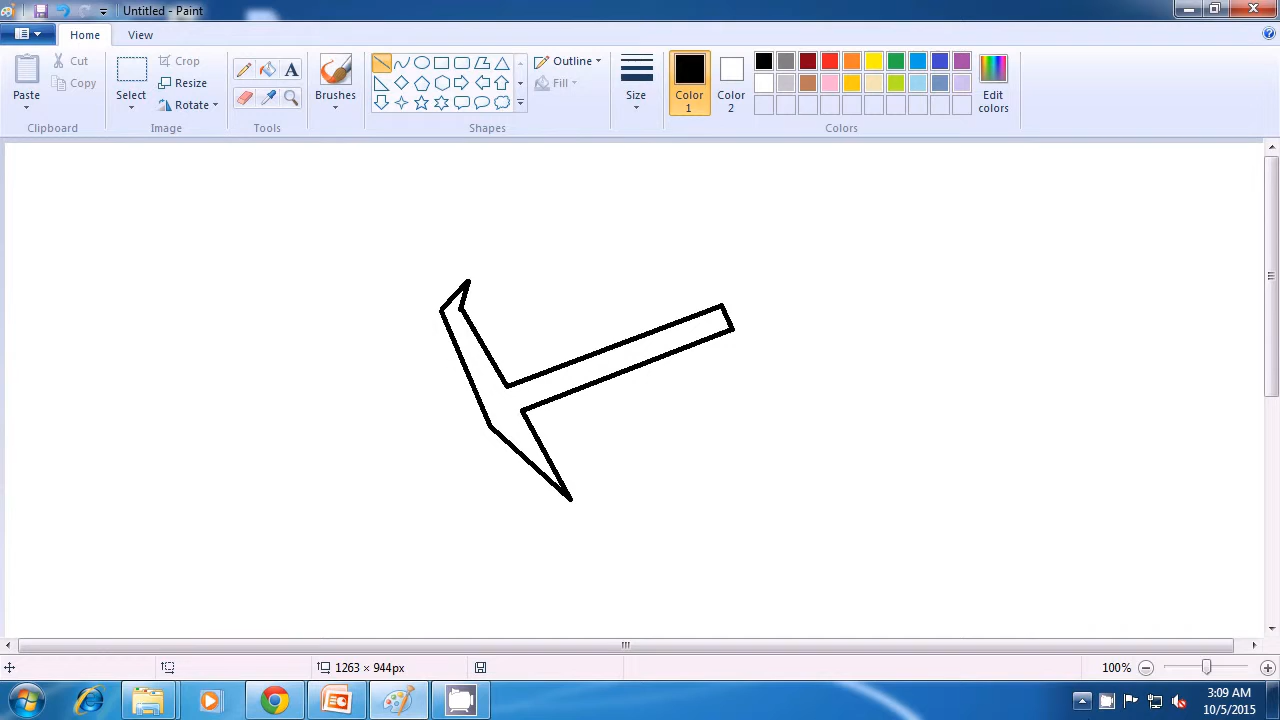 Untitled - Paint
Home View
Paste
Cut
Copy
Clipboard
Select
Crop
Resize
Rotate
Image
A
Tools
Brushes
Outline
Fill
Shapes
Size
Color 1
Color 2
Edit colors
Colors
1263 × 944px
100%
3:09 AM
10/5/2015